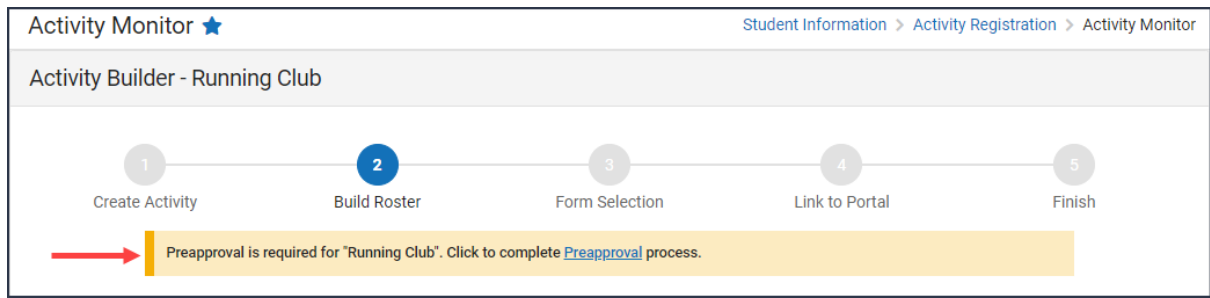 Activity Monitor
Student Information > Activity Registration > Activity Monitor
Activity Builder - Running Club
1
2
3
4
5
Create Activity
Build Roster
Form Selection
Link to Portal
Finish
Preapproval is required for "Running Club". Click to complete Preapproval process.